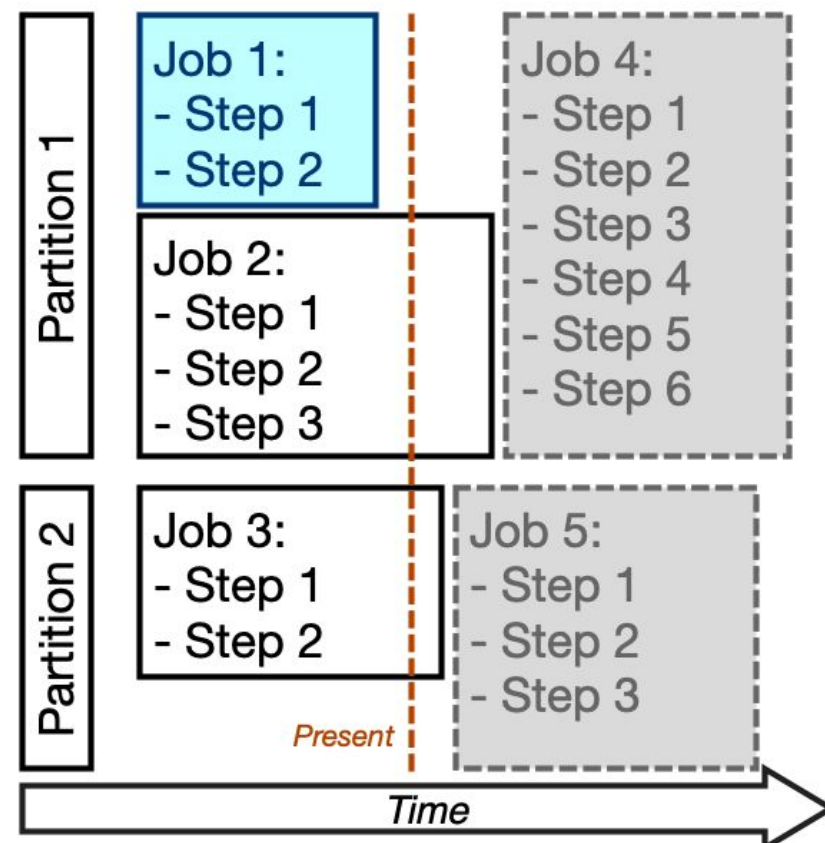 Partition 1
Job 1:
- Step 1
- Step 2
Job 2:
- Step 1
- Step 2
- Step 3
Job 4:
- Step 1
- Step 2
- Step 3
- Step 4
- Step 5
- Step 6
Partition 2
Job 3:
- Step 1
- Step 2
Present
Job 5:
- Step 1
- Step 2
- Step 3
Time